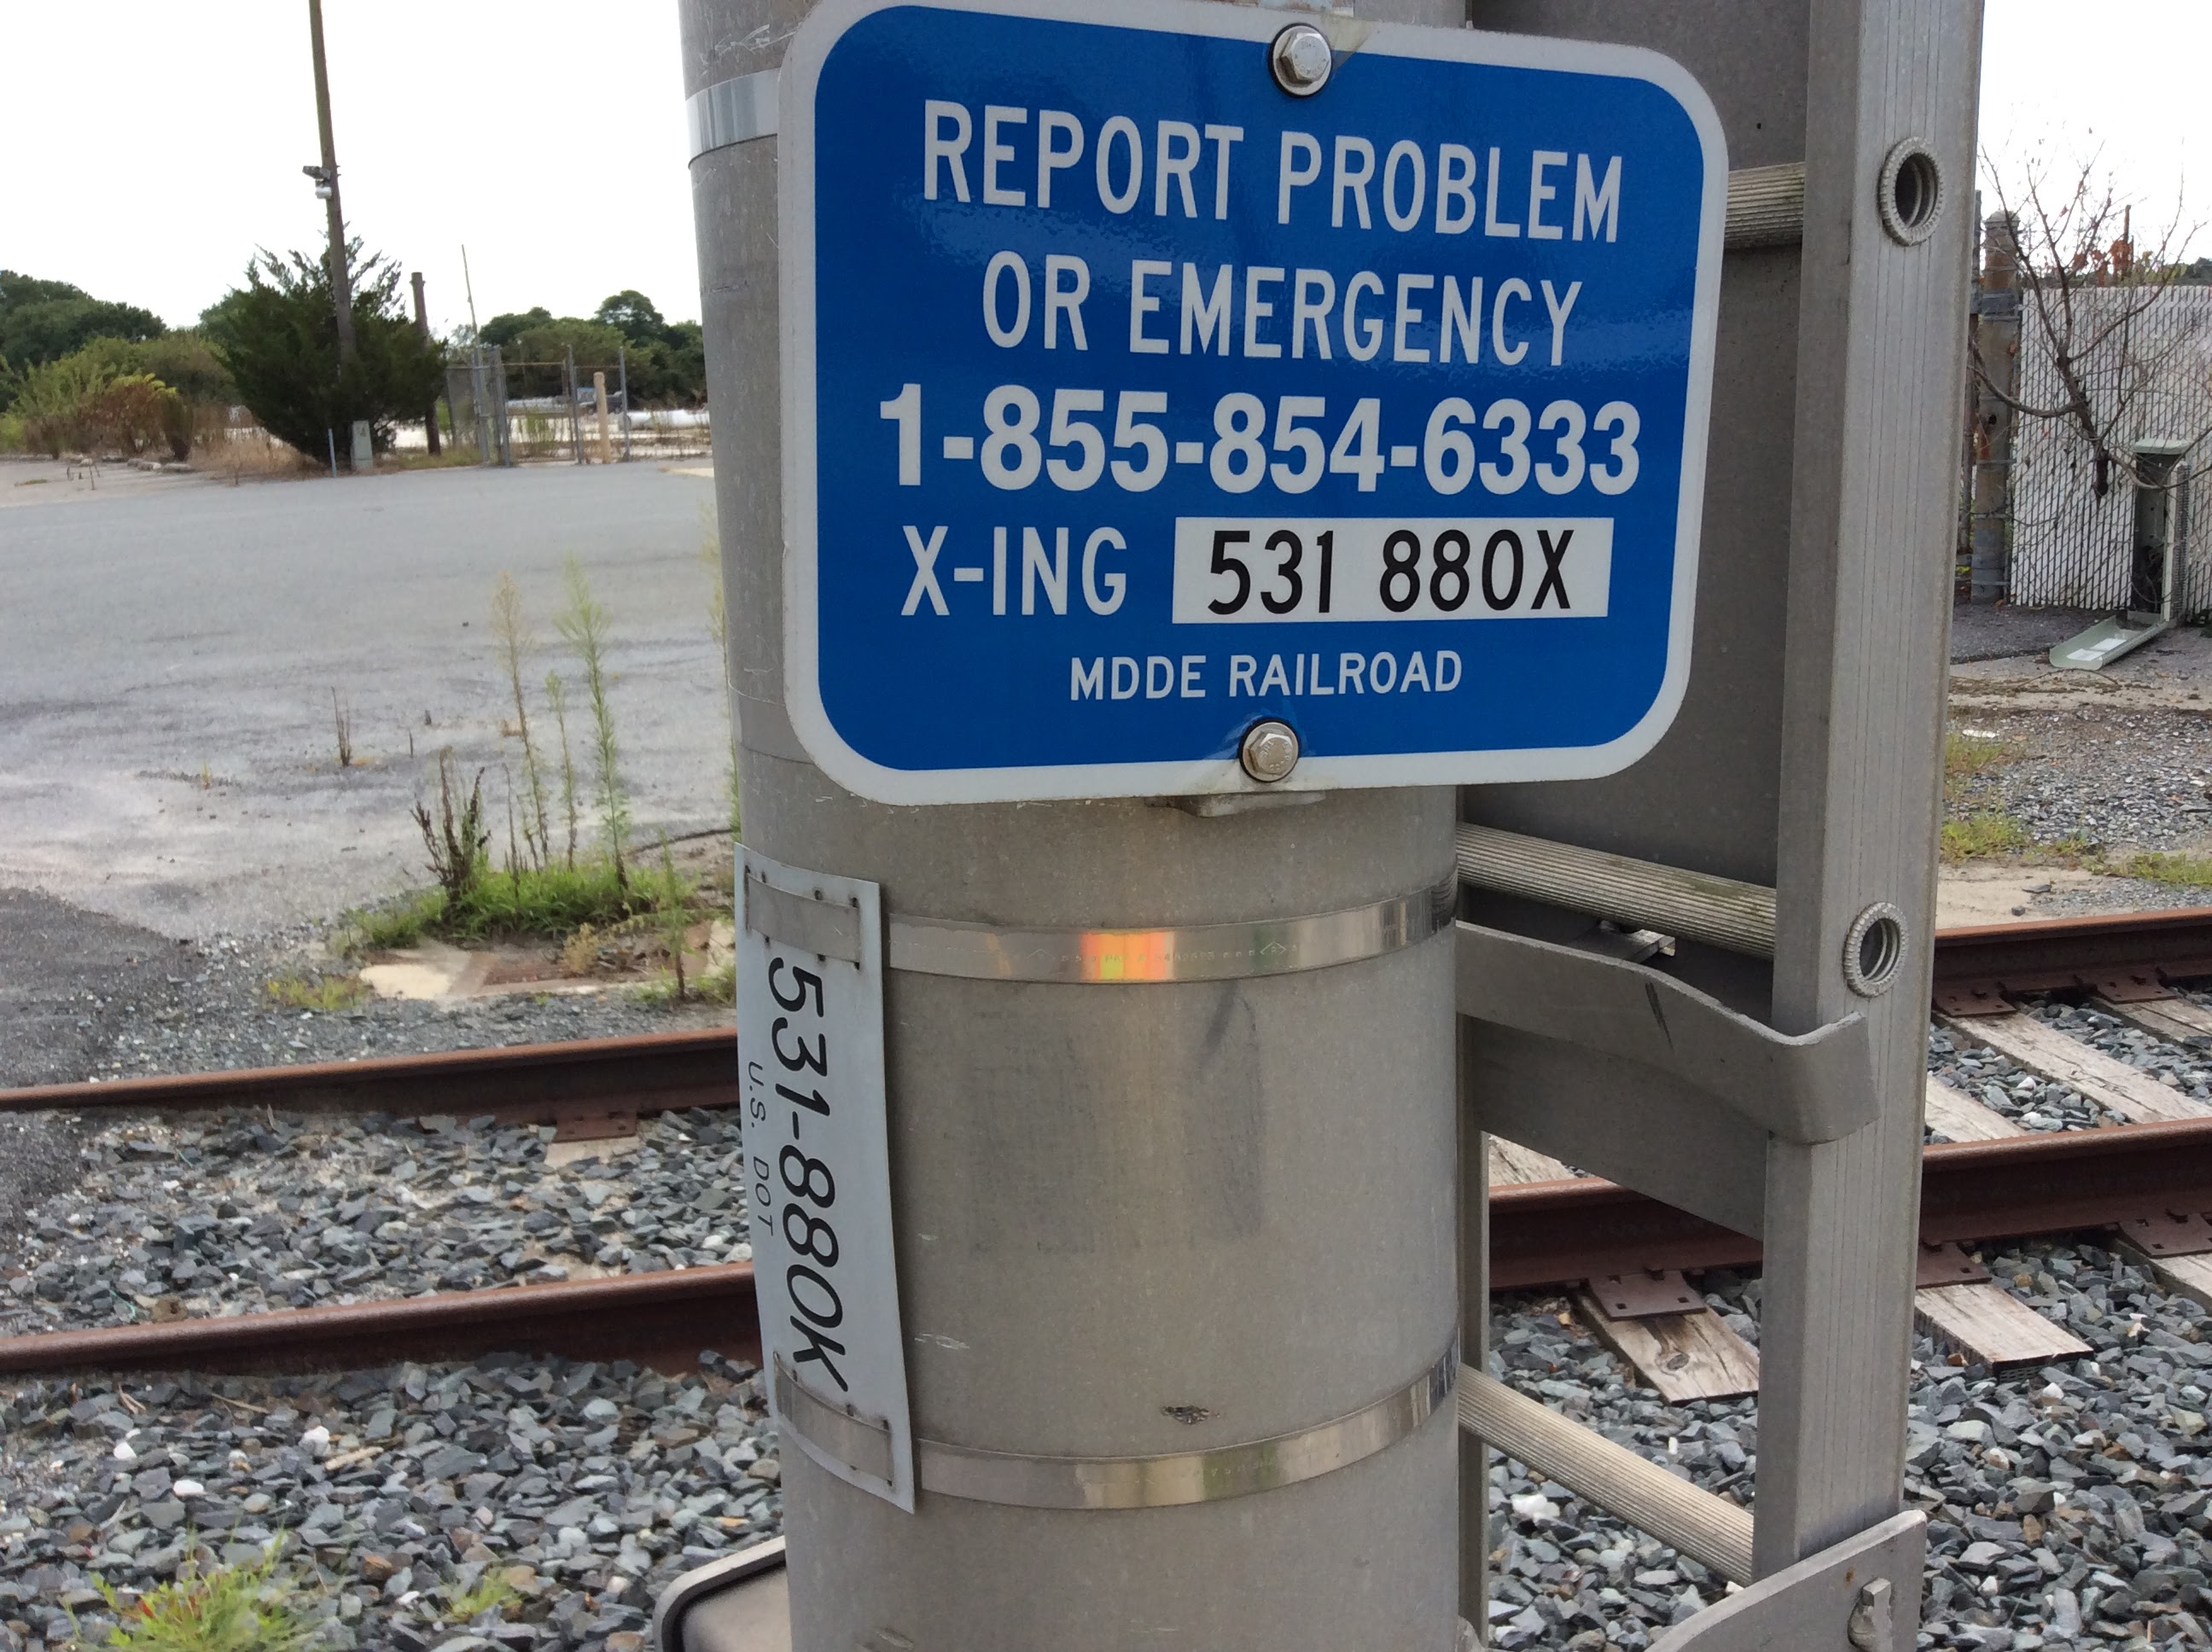 REPORT PROBLEM
OR EMERGENCY
1-855-854-6333
X-ING 531 880X
MDDE RAILROAD
531-880K
U.S. DOT